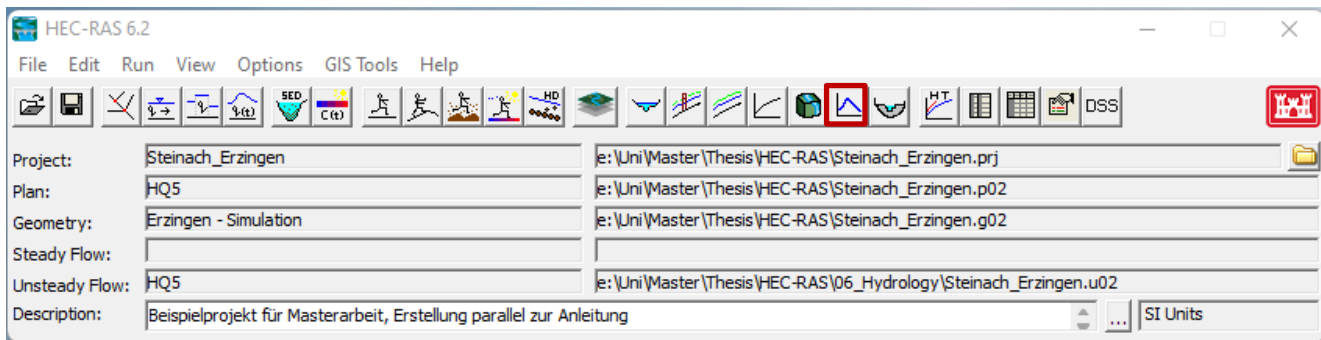 HEC-RAS 6.2
File Edit Run View Options GIS Tools Help
SED C(t) HD HT DSS
Project: Steinach_Erzingen e:\Uni\Master\Thesis\HEC-RAS\Steinach_Erzingen.prj
Plan: HQ5 e:\Uni\Master\Thesis\HEC-RAS\Steinach_Erzingen.p02
Geometry: Erzingen - Simulation e:\Uni\Master\Thesis\HEC-RAS\Steinach_Erzingen.g02
Steady Flow:
Unsteady Flow: HQ5 e:\Uni\Master\Thesis\HEC-RAS\06_Hydrology\Steinach_Erzingen.u02
Description: Beispielprojekt für Masterarbeit, Erstellung parallel zur Anleitung ... SI Units